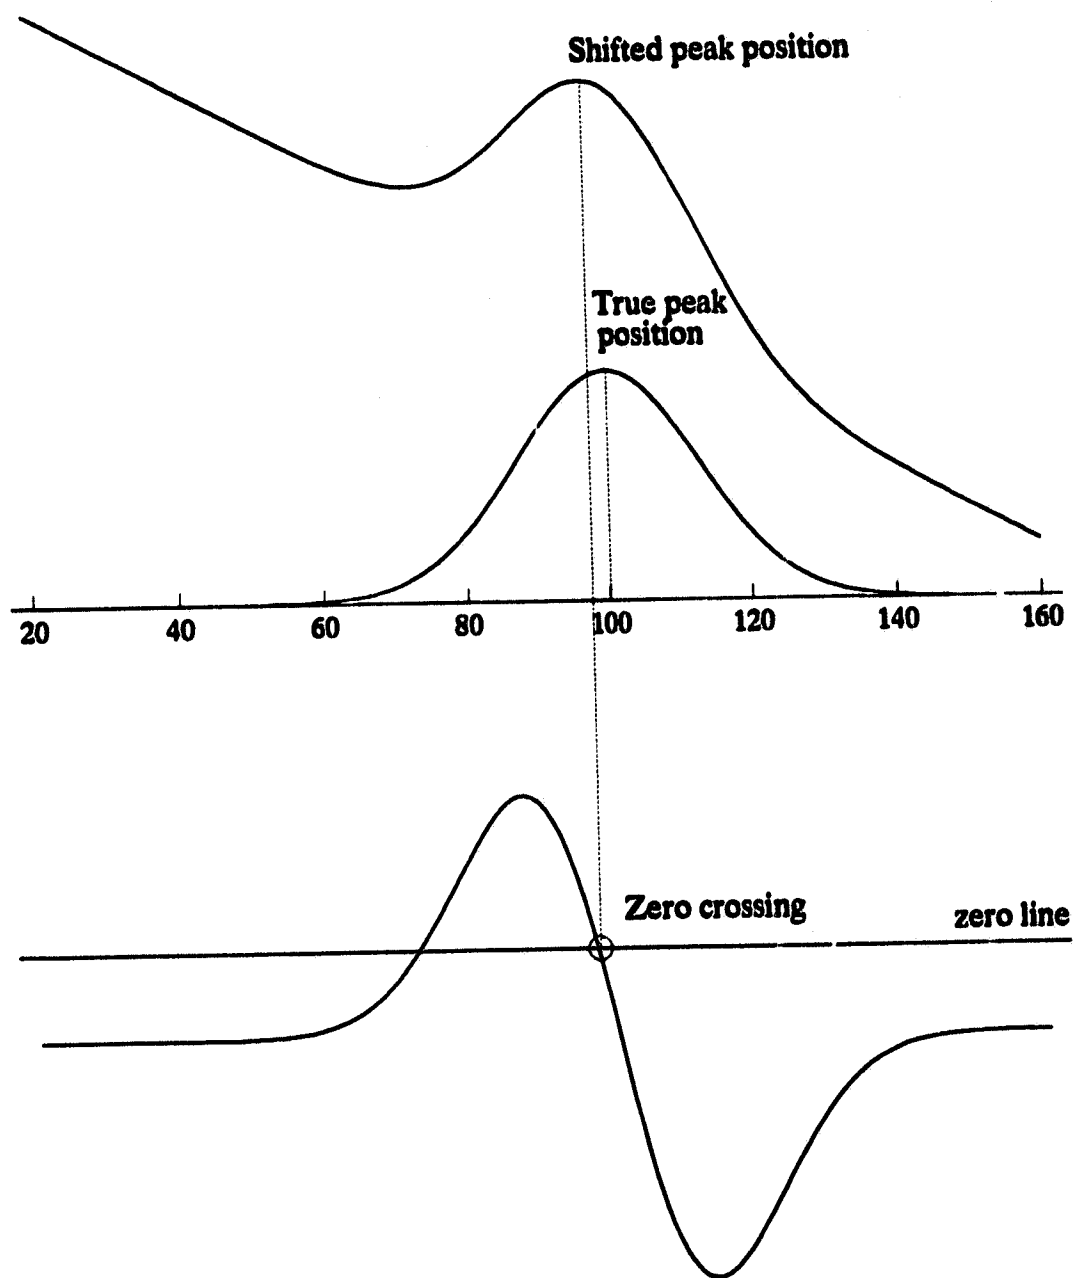 Shifted peak position
True peak
position
20 40 60 80 100 120 140 160
Zero crossing
zero line